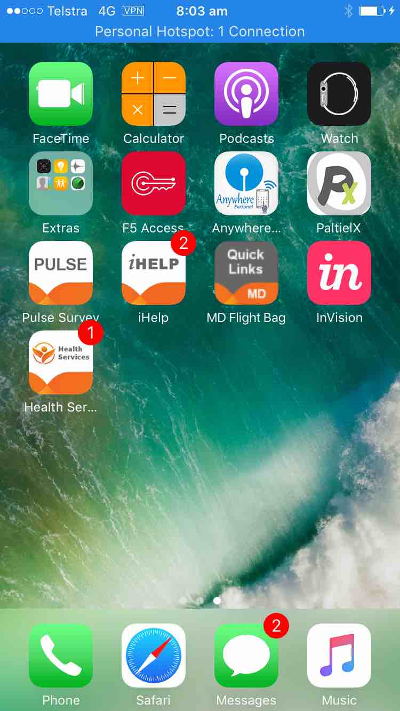 Telstra 4G VPN 8:03 am
Personal Hotspot: 1 Connection
FaceTime Calculator Podcasts Watch
Anywhere
Px
Extras F5 Access Anywhere... PaltielX
2
PULSE iHELP Quick Links MD in
Pulse Survey iHelp MD Flight Bag InVision
1
Health Services
Health Ser...
2
Phone Safari Messages Music